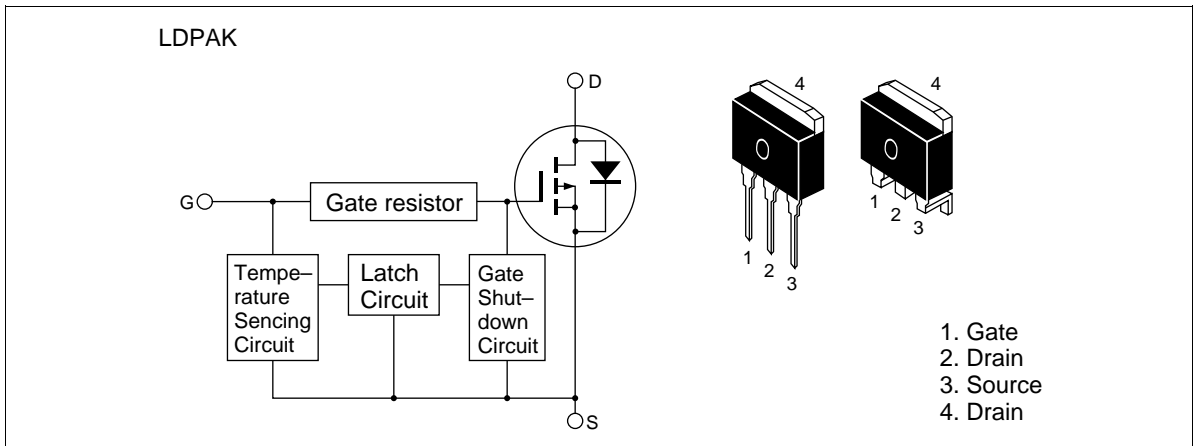 LDPAK
D
G
Gate resistor
Tempe–
rature
Sencing
Circuit
Latch
Circuit
Gate
Shut–
down
Circuit
S
4
1
2
3
4
1
2
3
1. Gate
2. Drain
3. Source
4. Drain